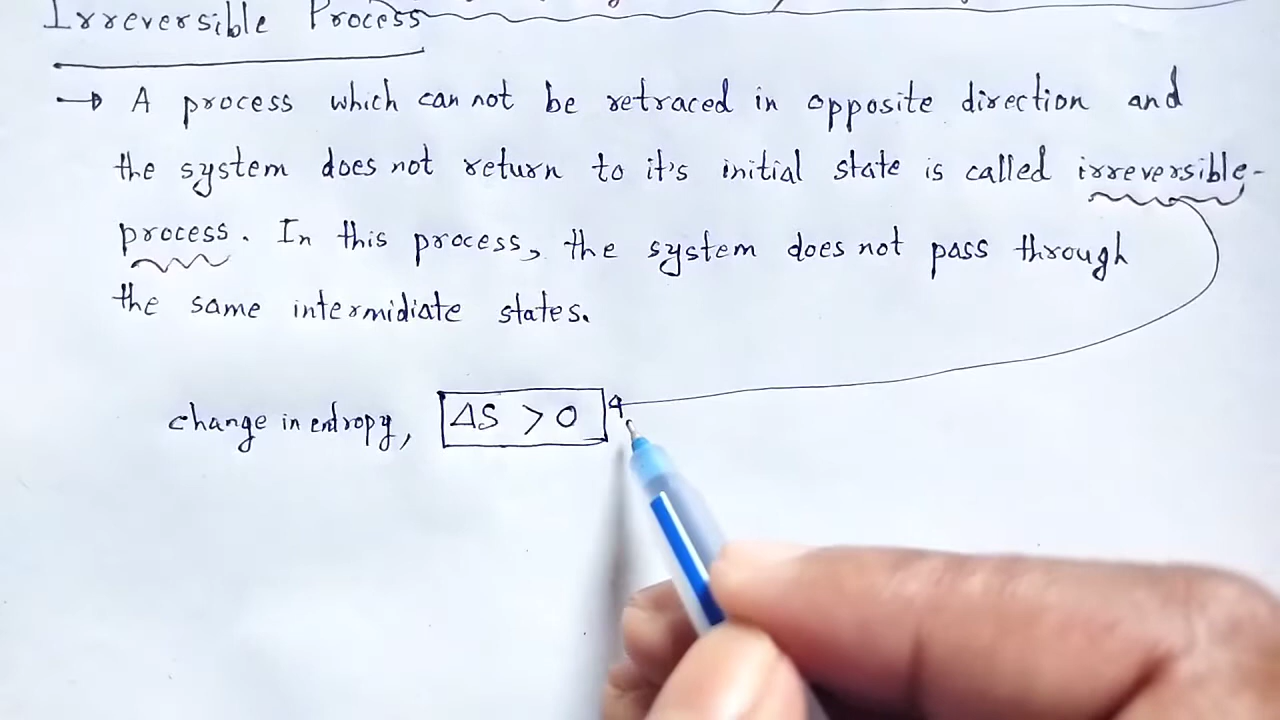 Irreversible Process
→ A process which can not be retraced in opposite direction and
the system does not return to it's initial state is called irreversible-
process. In this process, the system does not pass through
the same intermidiate states.
change in entropy, ΔS > 0